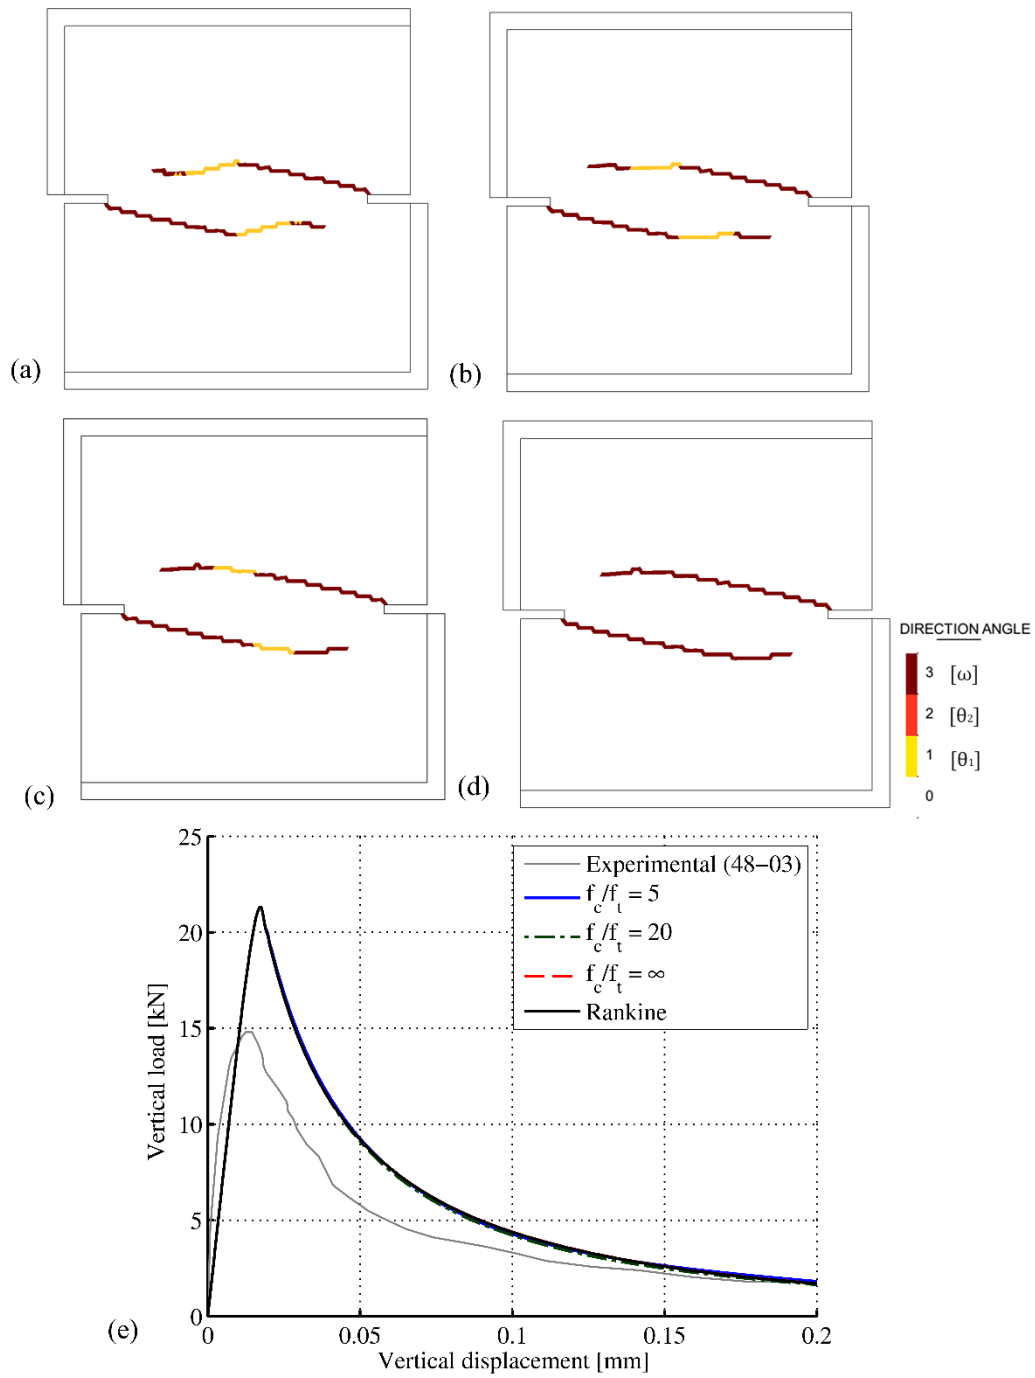 (a)
(b)
(c)
(d)
DIRECTION ANGLE
3 [ω]
2 [θ₂]
1 [θ₁]
0
25
20
15
10
5
0
Vertical load [kN]
Experimental (48−03)
f_c/f_t = 5
f_c/f_t = 20
f_c/f_t = ∞
Rankine
(e)
0 0.05 0.1 0.15 0.2
Vertical displacement [mm]